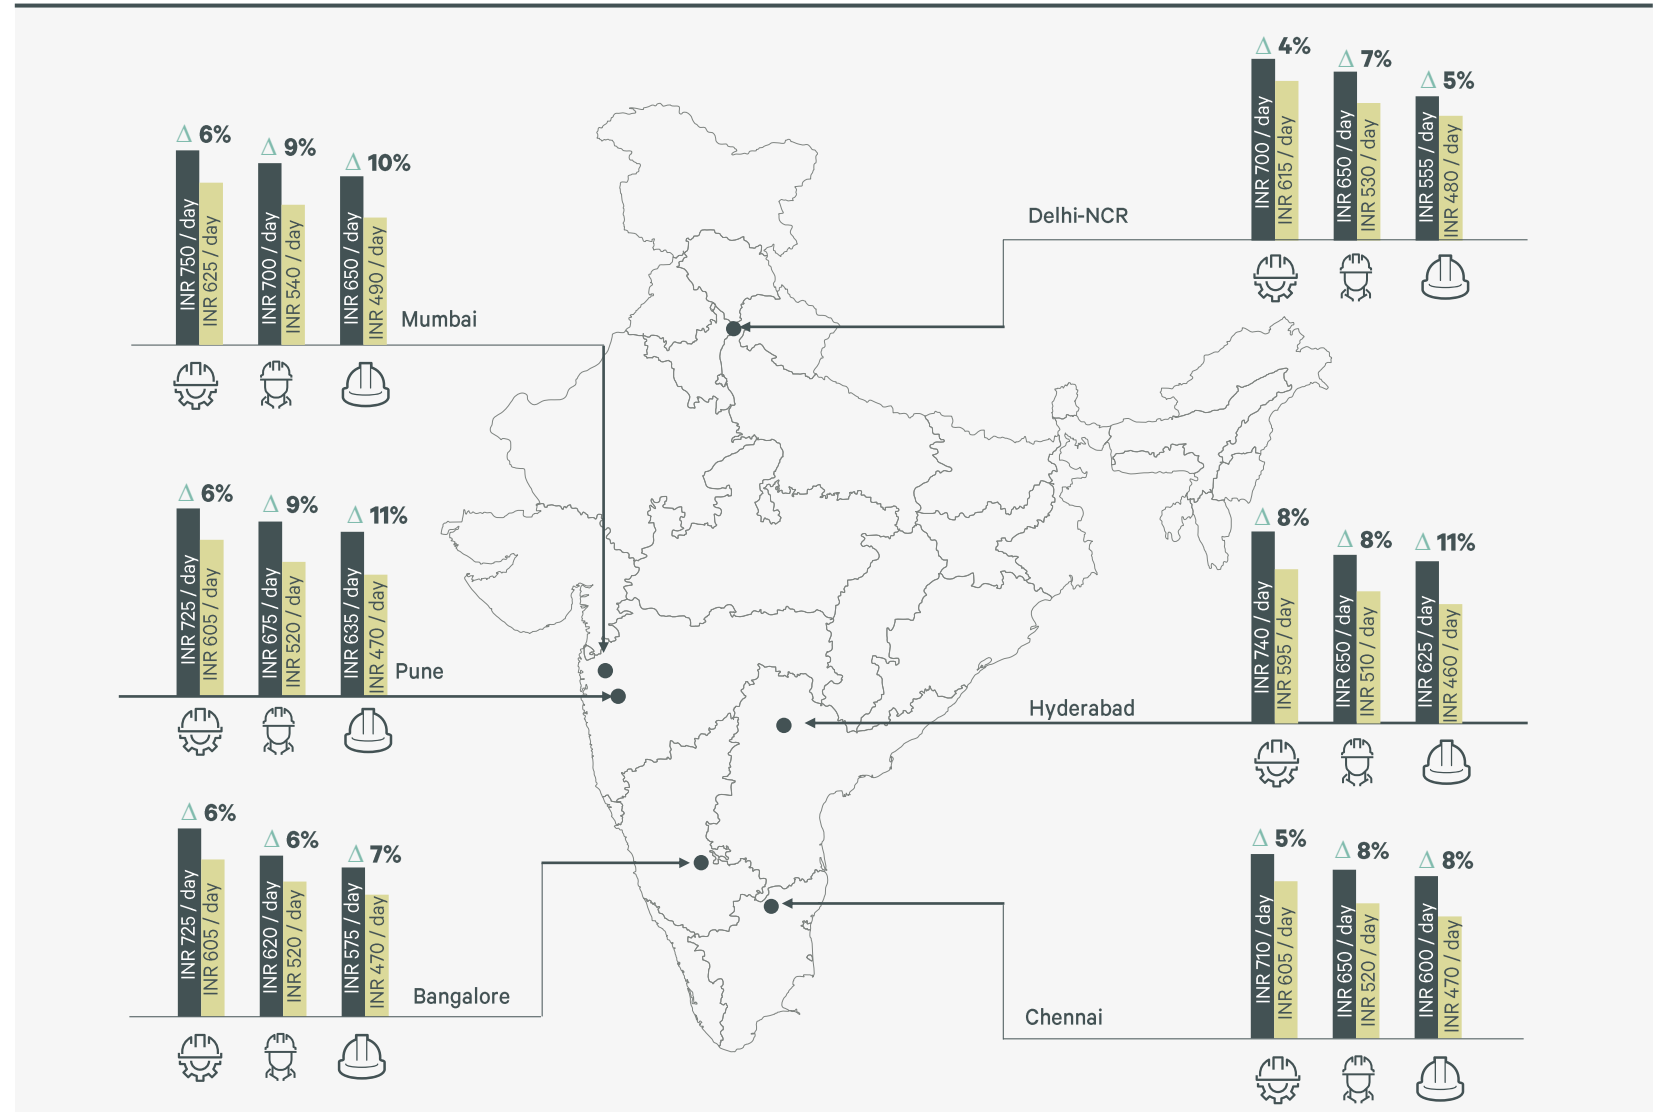 Δ 6%
Δ 9%
Δ 10%
INR 750 / day
INR 625 / day
INR 700 / day
INR 540 / day
INR 650 / day
INR 490 / day
Mumbai
Δ 4%
Δ 7%
Δ 5%
INR 700 / day
INR 615 / day
INR 650 / day
INR 530 / day
INR 555 / day
INR 480 / day
Delhi-NCR
Δ 6%
Δ 9%
Δ 11%
INR 725 / day
INR 605 / day
INR 675 / day
INR 520 / day
INR 635 / day
INR 470 / day
Pune
Δ 8%
Δ 8%
Δ 11%
INR 740 / day
INR 595 / day
INR 650 / day
INR 510 / day
INR 625 / day
INR 460 / day
Hyderabad
Δ 6%
Δ 6%
Δ 7%
INR 725 / day
INR 605 / day
INR 620 / day
INR 520 / day
INR 575 / day
INR 470 / day
Bangalore
Δ 5%
Δ 8%
Δ 8%
INR 710 / day
INR 605 / day
INR 650 / day
INR 520 / day
INR 600 / day
INR 470 / day
Chennai